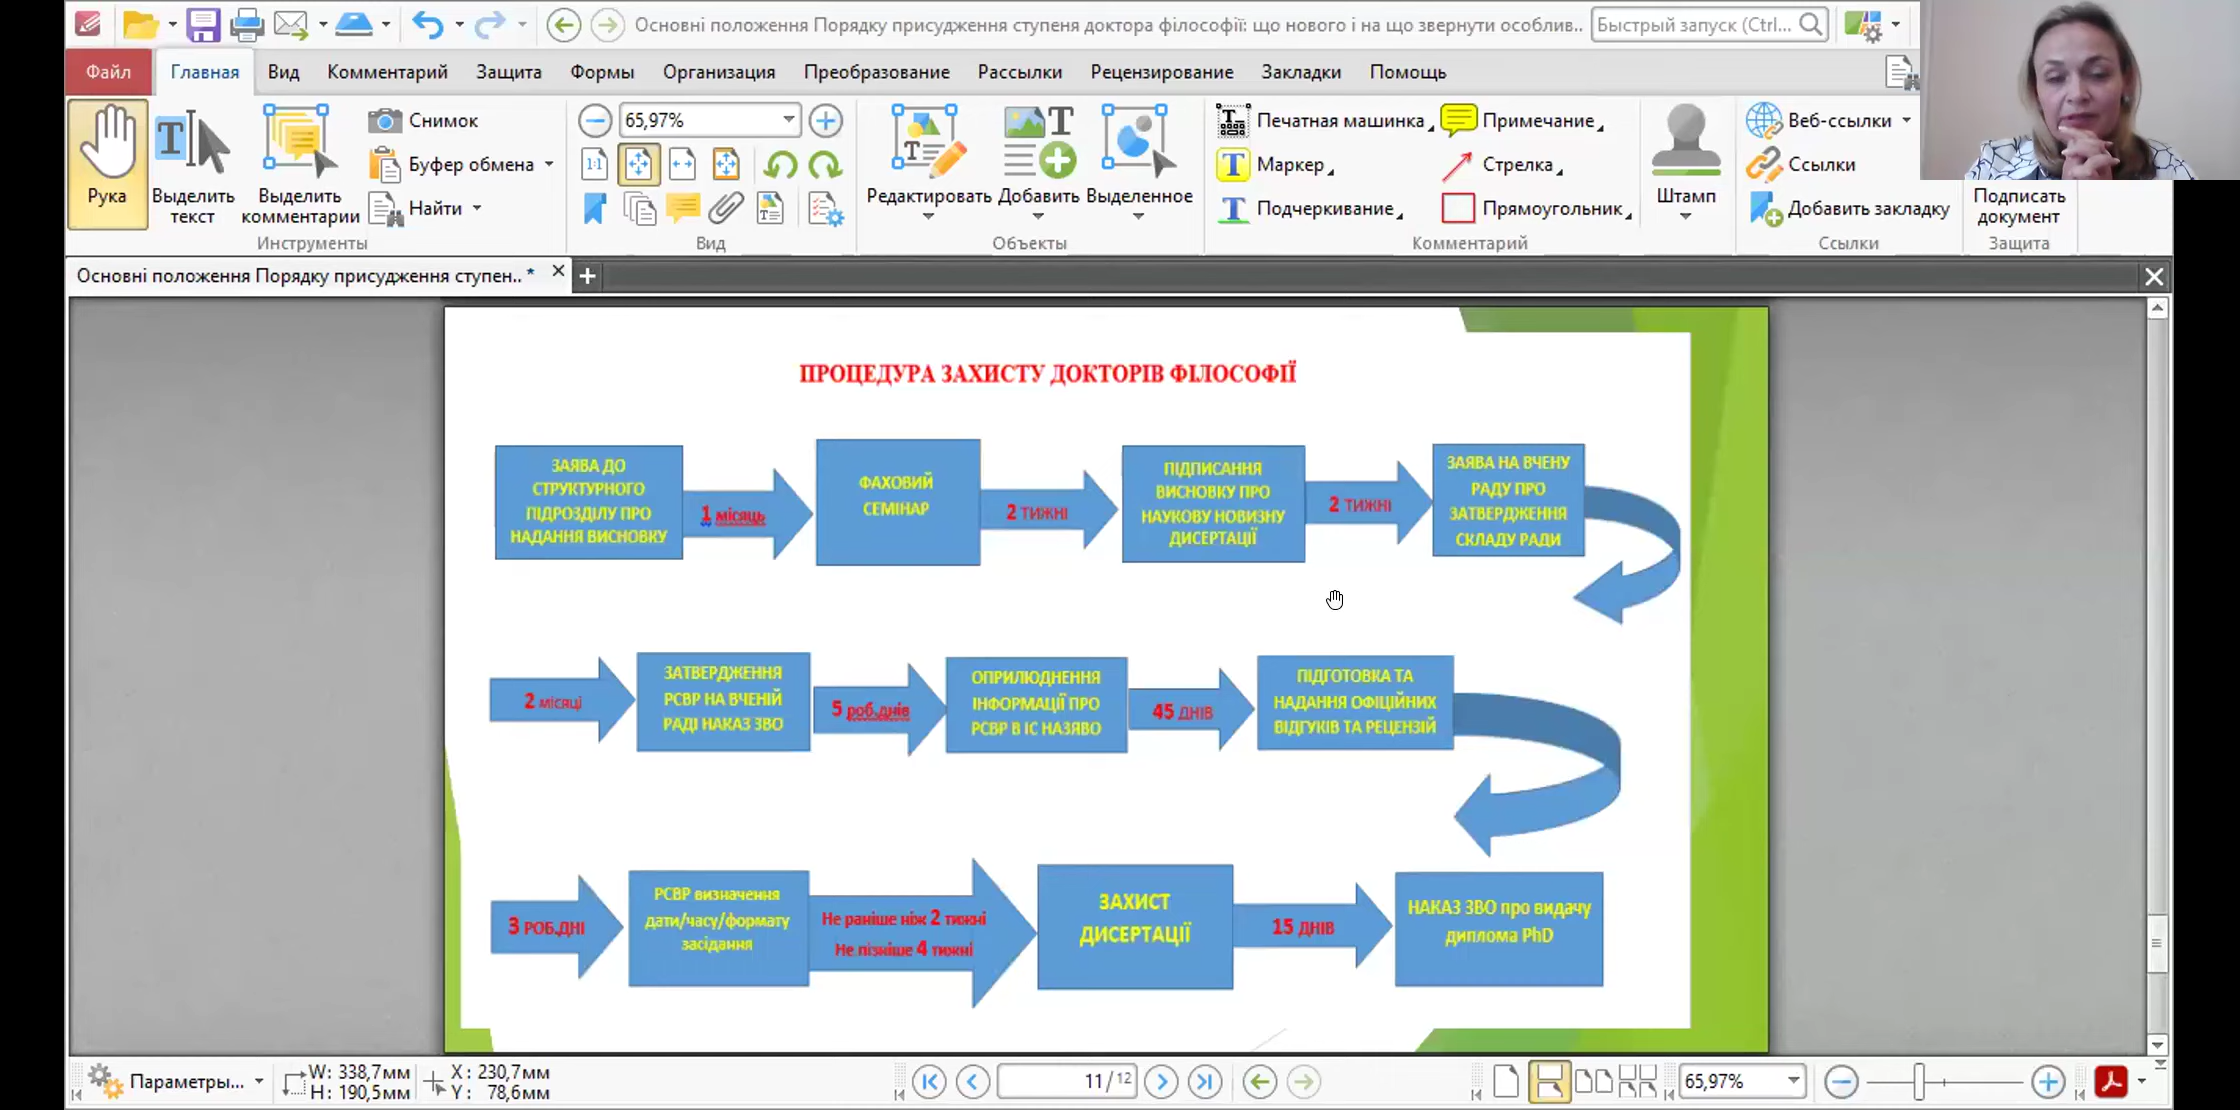 Основні положення Порядку присудження ступеня доктора філософії: що нового і на що звернути особлив..
Быстрый запуск (Ctrl...
Файл
Главная
Вид
Комментарий
Защита
Формы
Организация
Преобразование
Рассылки
Рецензирование
Закладки
Помощь
Рука
Выделить
текст
Выделить
комментарии
Снимок
Буфер обмена
Найти
Инструменты
65,97%
1:1
Вид
Редактировать
Добавить
Выделенное
Объекты
Печатная машинка
Маркер
Подчеркивание
Примечание
Стрелка
Прямоугольник
Комментарий
Штамп
Веб-ссылки
Ссылки
Добавить закладку
Ссылки
Подписать
документ
Защита
Основні положення Порядку присудження ступен.. *
ПРОЦЕДУРА ЗАХИСТУ ДОКТОРІВ ФІЛОСОФІЇ
ЗАЯВА ДО
СТРУКТУРНОГО
ПІДРОЗДІЛУ ПРО
НАДАННЯ ВИСНОВКУ
1 місяць
ФАХОВИЙ
СЕМІНАР
2 ТИЖНІ
ПІДПИСАННЯ
ВИСНОВКУ ПРО
НАУКОВУ НОВИЗНУ
ДИСЕРТАЦІЇ
2 ТИЖНІ
ЗАЯВА НА ВЧЕНУ
РАДУ ПРО
ЗАТВЕРДЖЕННЯ
СКЛАДУ РАДИ
2 місяці
ЗАТВЕРДЖЕННЯ
РСВР НА ВЧЕНІЙ
РАДІ НАКАЗ ЗВО
5 роб.днів
ОПРИЛЮДНЕННЯ
ІНФОРМАЦІЇ ПРО
РСВР В ІС НАЗЯВО
45 ДНІВ
ПІДГОТОВКА ТА
НАДАННЯ ОФІЦІЙНИХ
ВІДГУКІВ ТА РЕЦЕНЗІЙ
3 РОБ.ДНІ
РСВР визначення
дати/часу/формату
засідання
Не раніше ніж 2 тижні
Не пізніше 4 тижні
ЗАХИСТ
ДИСЕРТАЦІЇ
15 ДНІВ
НАКАЗ ЗВО про видачу
диплома PhD
Параметры...
W: 338,7мм
H: 190,5мм
X: 230,7мм
Y: 78,6мм
11 / 12
65,97%